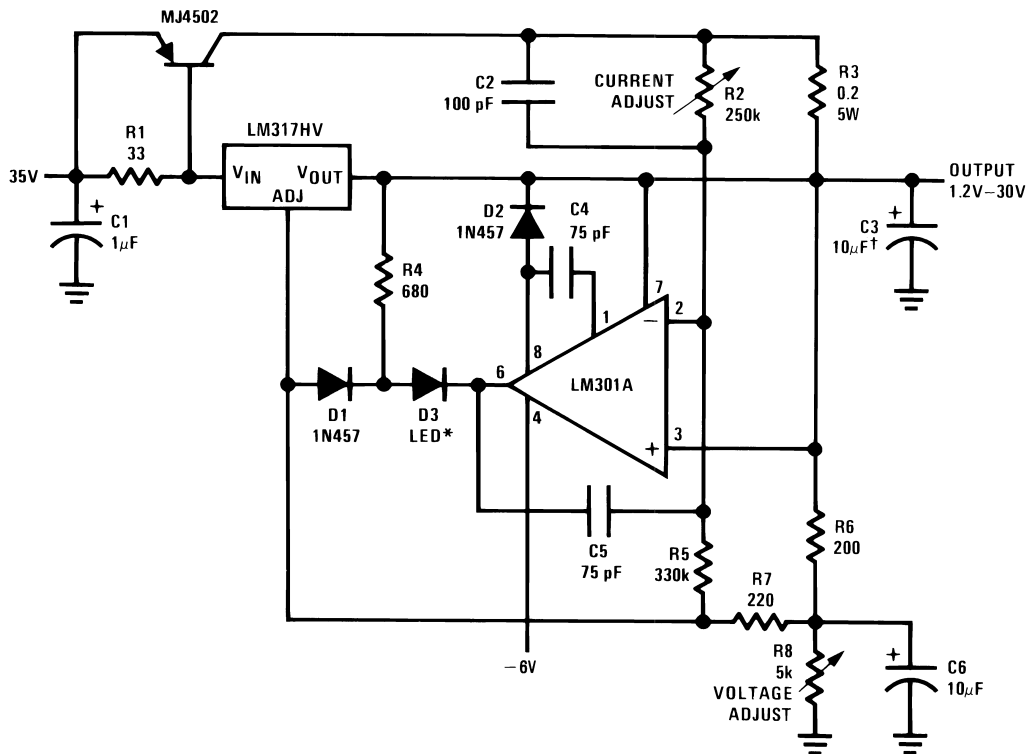 MJ4502
C2
100 pF
CURRENT
ADJUST
R2
250k
R3
0.2
5W
R1
33
LM317HV
35V
VIN
VOUT
ADJ
OUTPUT
1.2V–30V
+
C1
1μF
D2
1N457
C4
75 pF
+
C3
10μF†
R4
680
7
1
2
−
8
6
LM301A
4
D1
1N457
D3
LED*
+
3
C5
75 pF
R5
330k
R6
200
R7
220
−6V
R8
5k
VOLTAGE
ADJUST
+
C6
10μF